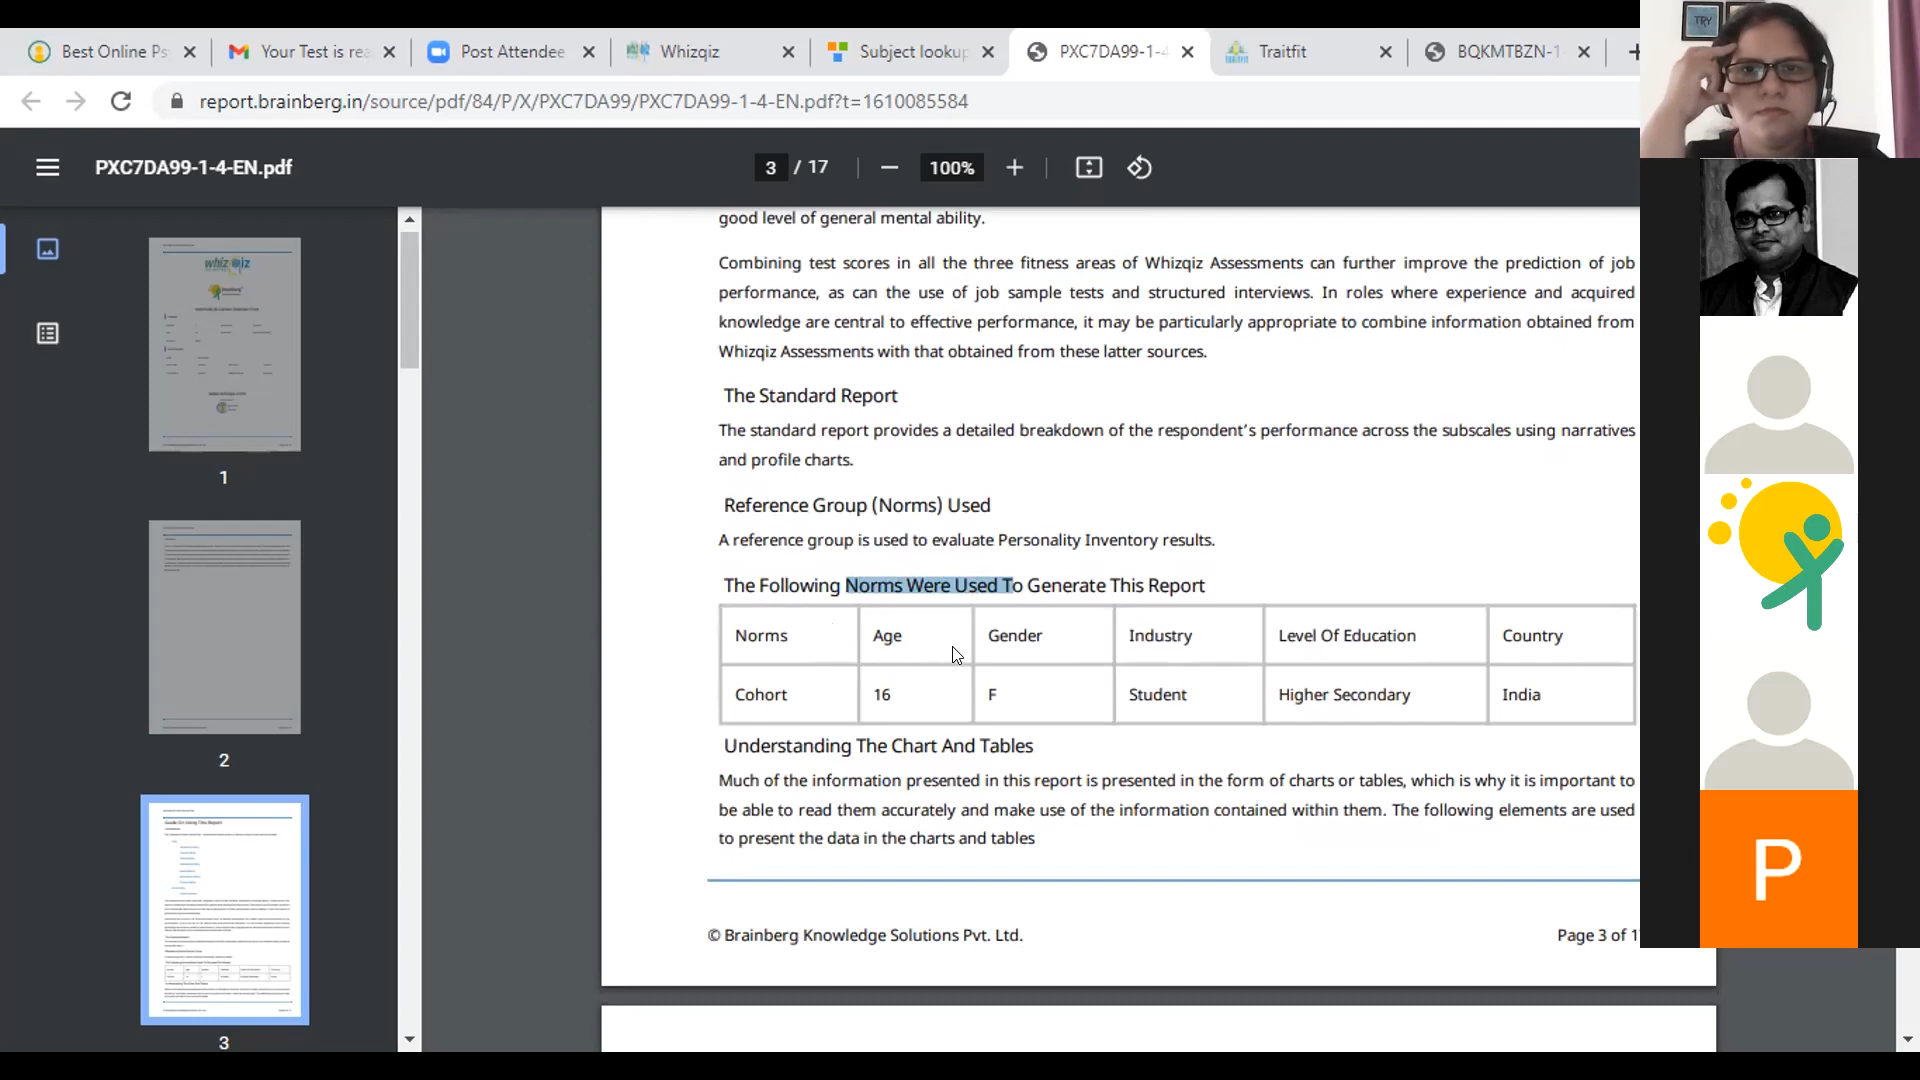 Best Online Ps
Your Test is rea
Post Attendee
Whizqiz
Subject lookup
PXC7DA99-1-4
Traitfit
BQKMTBZN-1-
report.brainberg.in/source/pdf/84/P/X/PXC7DA99/PXC7DA99-1-4-EN.pdf?t=1610085584
PXC7DA99-1-4-EN.pdf
3 / 17
100%
good level of general mental ability.
Combining test scores in all the three fitness areas of Whizqiz Assessments can further improve the prediction of job
performance, as can the use of job sample tests and structured interviews. In roles where experience and acquired
knowledge are central to effective performance, it may be particularly appropriate to combine information obtained from
Whizqiz Assessments with that obtained from these latter sources.
The Standard Report
The standard report provides a detailed breakdown of the respondent's performance across the subscales using narratives
and profile charts.
Reference Group (Norms) Used
A reference group is used to evaluate Personality Inventory results.
The Following Norms Were Used To Generate This Report
Norms Age Gender Industry Level Of Education Country
Cohort 16 F Student Higher Secondary India
Understanding The Chart And Tables
Much of the information presented in this report is presented in the form of charts or tables, which is why it is important to
be able to read them accurately and make use of the information contained within them. The following elements are used
to present the data in the charts and tables
© Brainberg Knowledge Solutions Pvt. Ltd.
Page 3 of 1
whizqiz
1
2
Guide On Using This Report
3
TRY
P